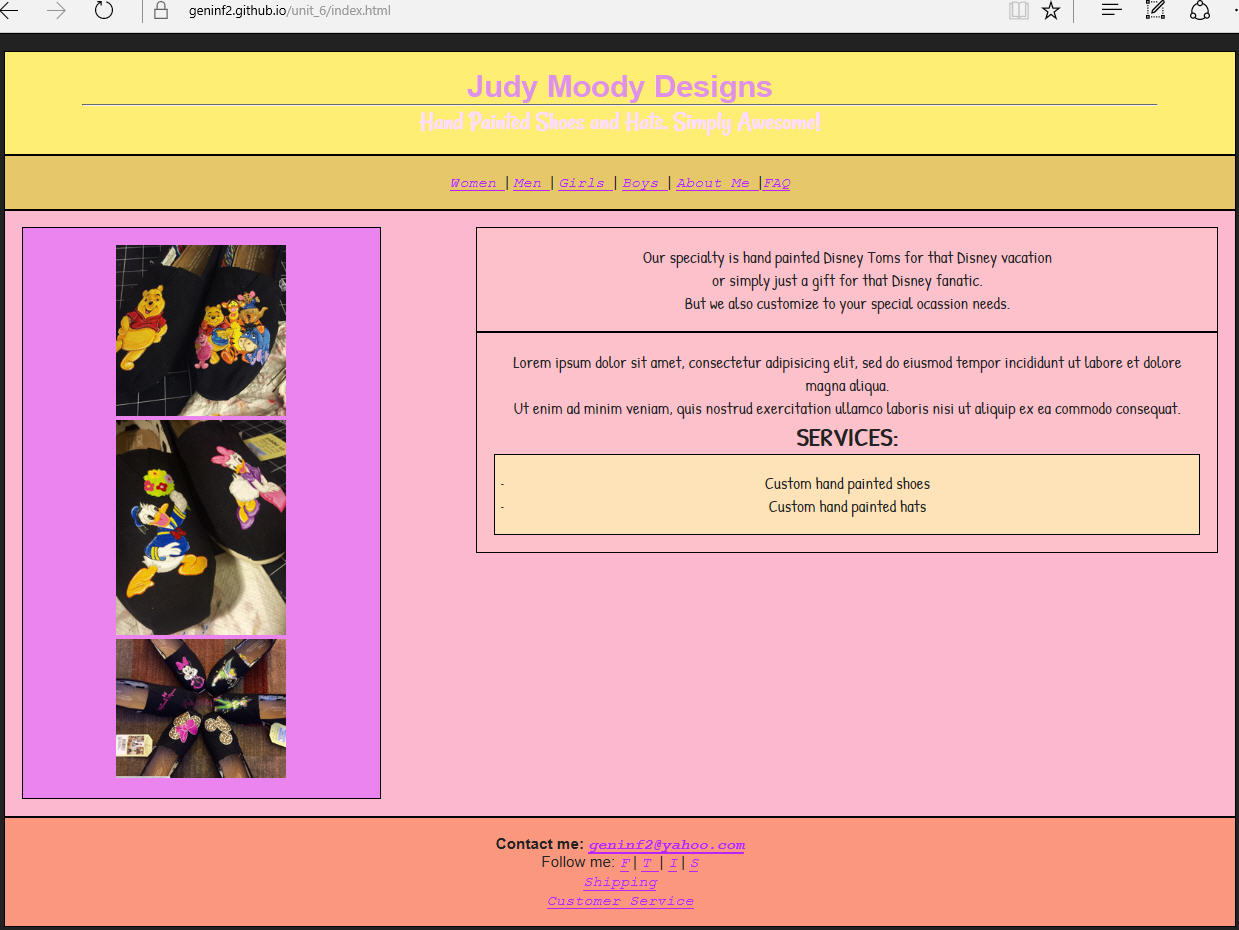 geninf2.github.io/unit_6/index.html
Judy Moody Designs
Hand Painted Shoes and Hats. Simply Awesome!
Women | Men | Girls | Boys | About Me |FAQ
Our specialty is hand painted Disney Toms for that Disney vacation
or simply just a gift for that Disney fanatic.
But we also customize to your special ocassion needs.
Lorem ipsum dolor sit amet, consectetur adipisicing elit, sed do eiusmod tempor incididunt ut labore et dolore
magna aliqua.
Ut enim ad minim veniam, quis nostrud exercitation ullamco laboris nisi ut aliquip ex ea commodo consequat.
SERVICES:
- Custom hand painted shoes
- Custom hand painted hats
Contact me: geninf2@yahoo.com
Follow me: F | T | I | S
Shipping
Customer Service